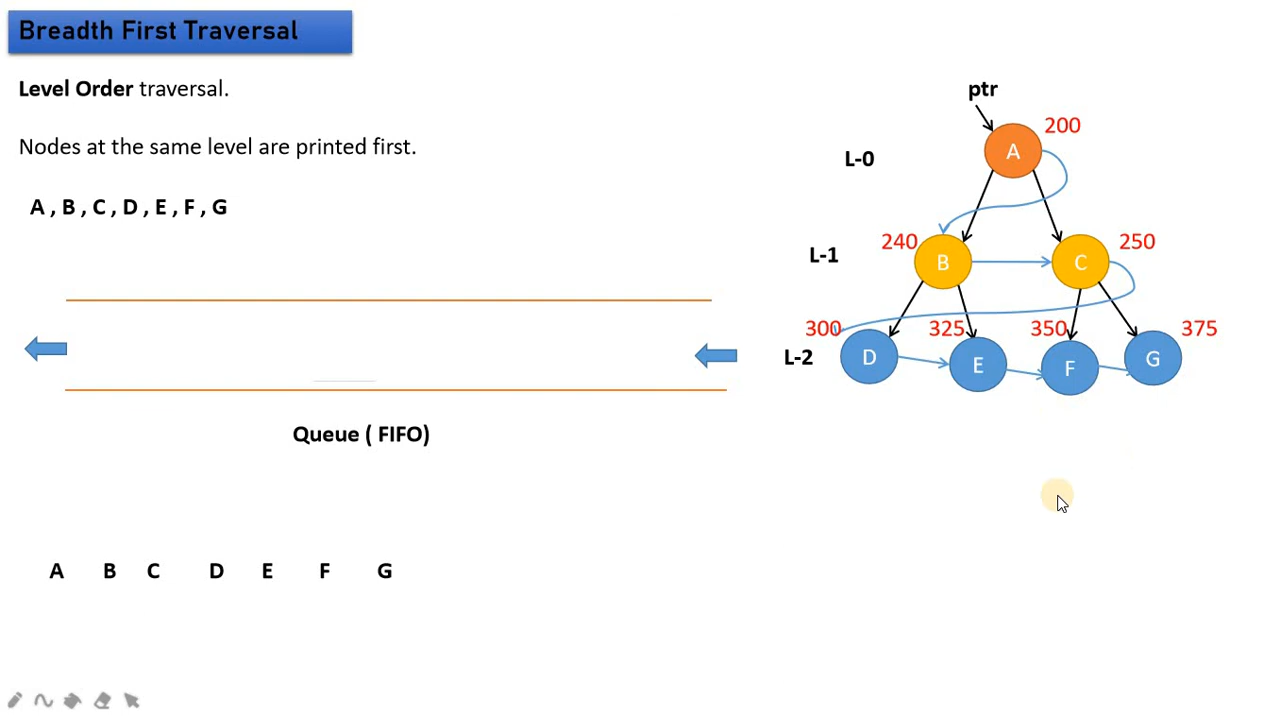 Breadth First Traversal
Level Order traversal.
Nodes at the same level are printed first.
A , B , C , D , E , F , G
Queue ( FIFO)
A B C D E F G
ptr
200
L-0
A
240
250
L-1
B
C
300
325
350
375
L-2
D
E
F
G